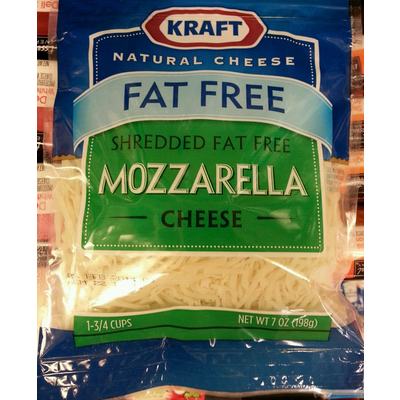 KRAFT
NATURAL CHEESE
FAT FREE
SHREDDED FAT FREE
MOZZARELLA
CHEESE
1-3/4 CUPS
NET WT 7 OZ (198g)